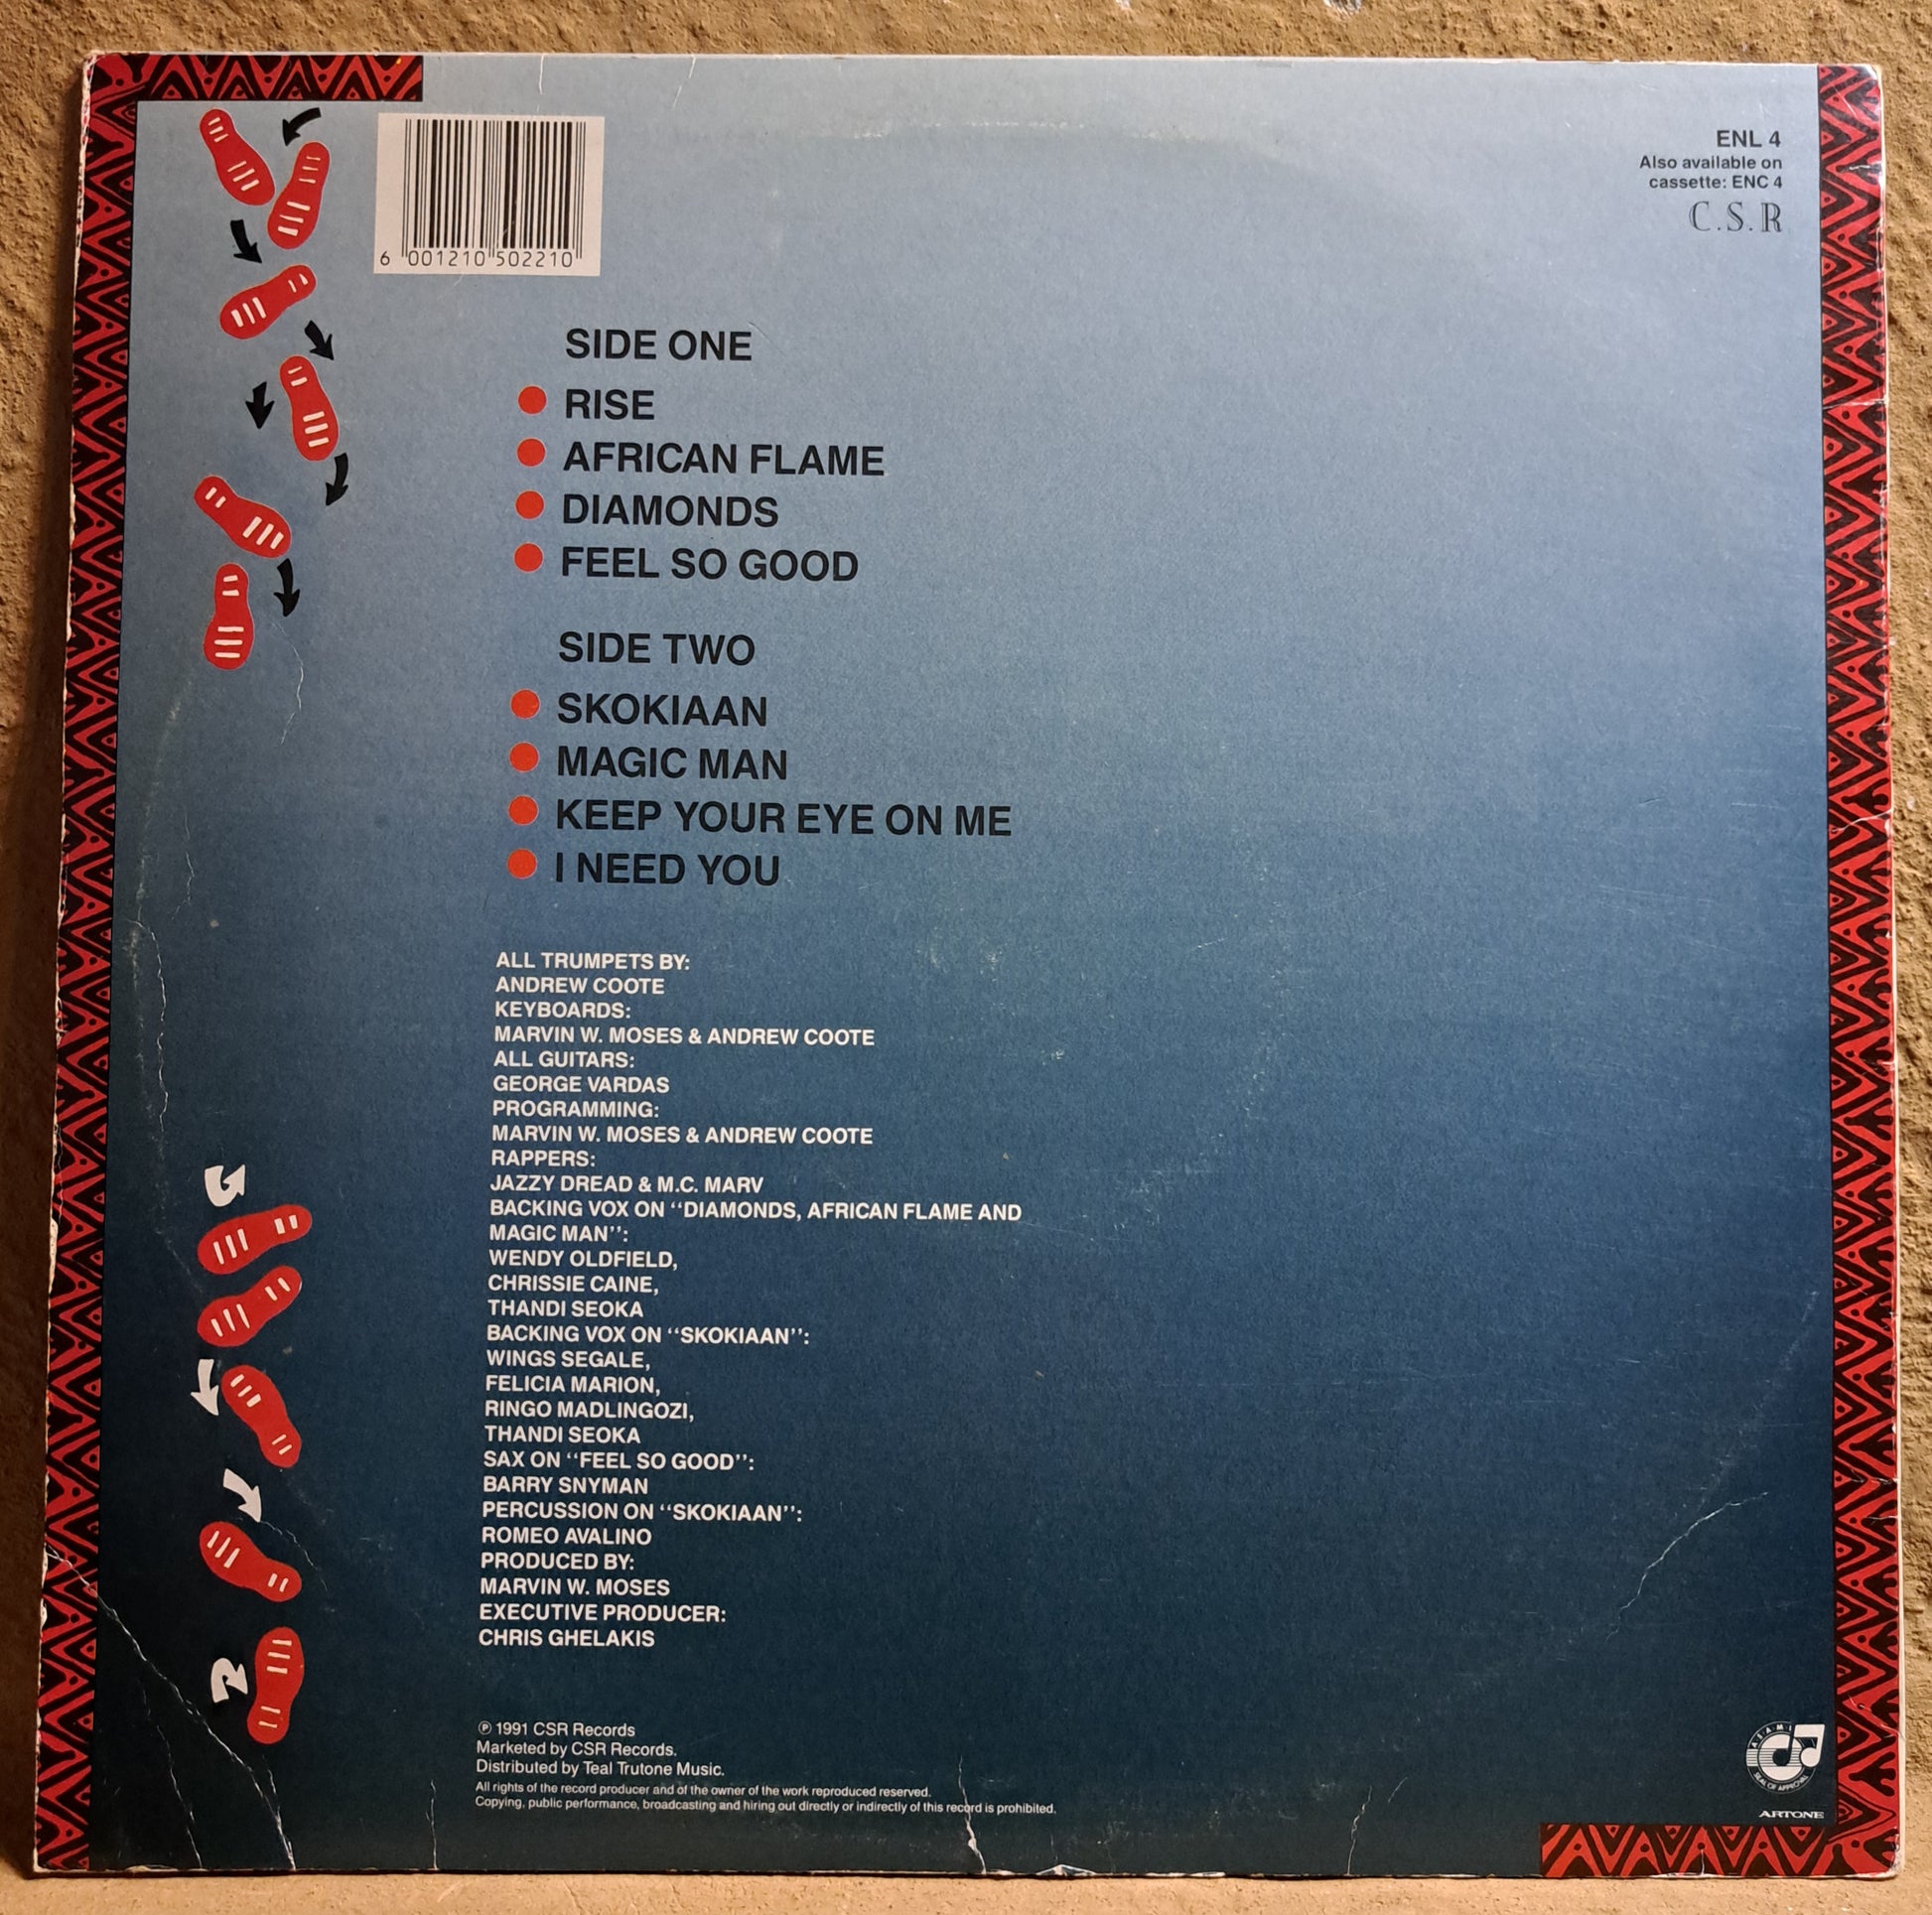 6 001210 502210
ENL 4
Also available on
cassette: ENC 4
C.S.R
SIDE ONE
RISE
AFRICAN FLAME
DIAMONDS
FEEL SO GOOD
SIDE TWO
SKOKIAAN
MAGIC MAN
KEEP YOUR EYE ON ME
I NEED YOU
ALL TRUMPETS BY:
ANDREW COOTE
KEYBOARDS:
MARVIN W. MOSES & ANDREW COOTE
ALL GUITARS:
GEORGE VARDAS
PROGRAMMING:
MARVIN W. MOSES & ANDREW COOTE
RAPPERS:
JAZZY DREAD & M.C. MARV
BACKING VOX ON ‘‘DIAMONDS, AFRICAN FLAME AND
MAGIC MAN’’:
WENDY OLDFIELD,
CHRISSIE CAINE,
THANDI SEOKA
BACKING VOX ON ‘‘SKOKIAAN’’:
WINGS SEGALE,
FELICIA MARION,
RINGO MADLINGOZI,
THANDI SEOKA
SAX ON ‘‘FEEL SO GOOD’’:
BARRY SNYMAN
PERCUSSION ON ‘‘SKOKIAAN’’:
ROMEO AVALINO
PRODUCED BY:
MARVIN W. MOSES
EXECUTIVE PRODUCER:
CHRIS GHELAKIS
℗ 1991 CSR Records
Marketed by CSR Records.
Distributed by Teal Trutone Music.
All rights of the record producer and of the owner of the work reproduced reserved.
Copying, public performance, broadcasting and hiring out directly or indirectly of this record is prohibited.
A·S·A·M·I
SEAL OF APPROVAL
ARTONE